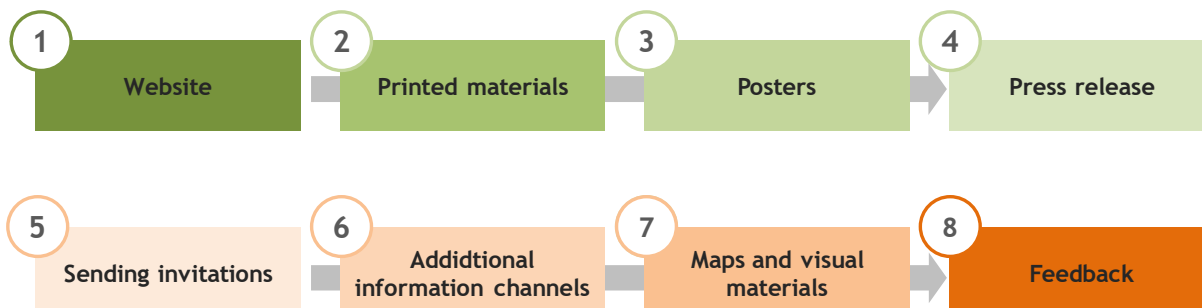 1
Website
2
Printed materials
3
Posters
4
Press release
5
Sending invitations
6
Addidtional
information channels
7
Maps and visual
materials
8
Feedback